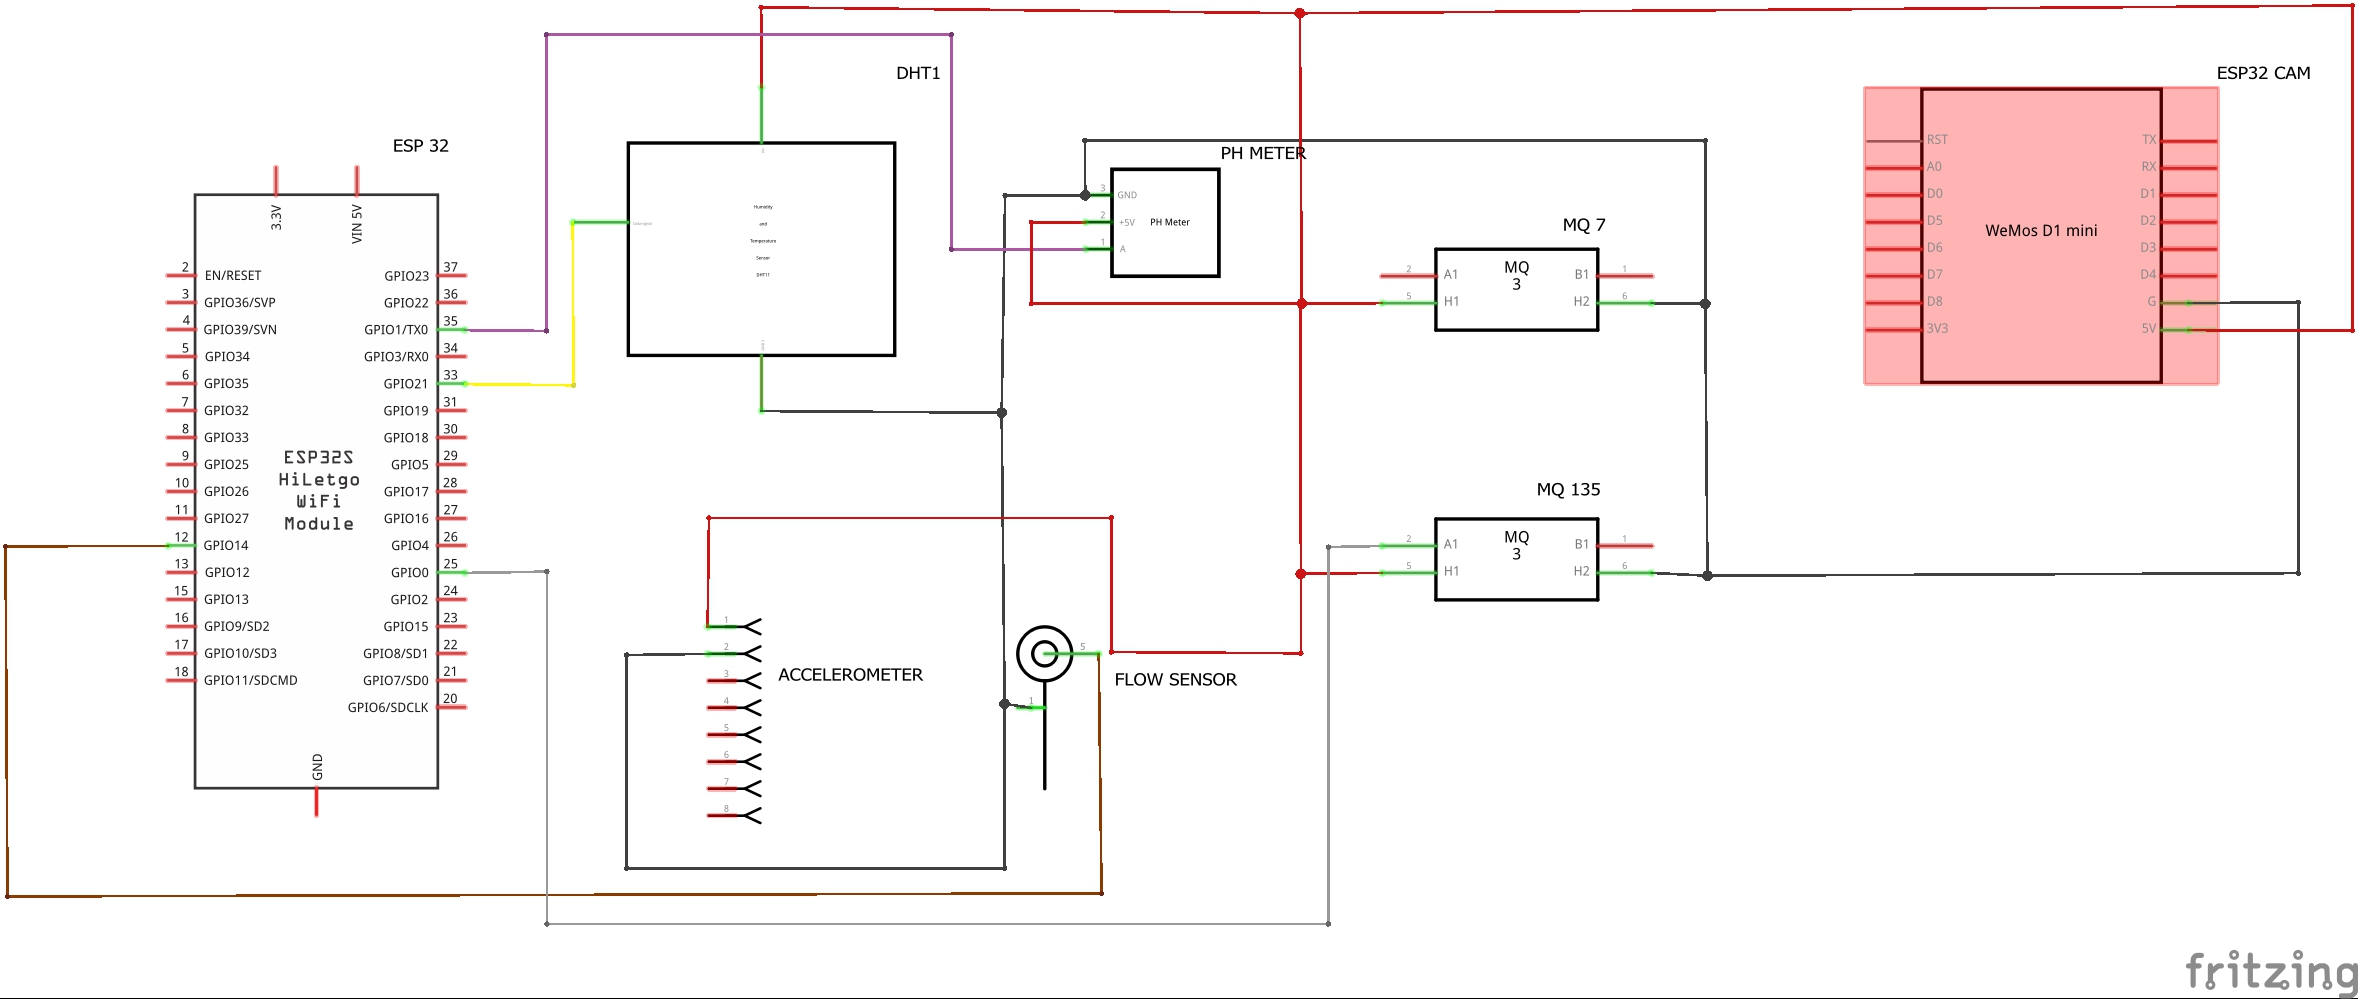 DHT1
ESP32 CAM
ESP 32
PH METER
3.3V
VIN 5V
2 EN/RESET
3 GPIO36/SVP
4 GPIO39/SVN
5 GPIO34
6 GPIO35
7 GPIO32
8 GPIO33
9 GPIO25
10 GPIO26
11 GPIO27
12 GPIO14
13 GPIO12
15 GPIO13
16 GPIO9/SD2
17 GPIO10/SD3
18 GPIO11/SDCMD
GPIO23 37
GPIO22 36
GPIO1/TX0 35
GPIO3/RX0 34
GPIO21 33
GPIO19 31
GPIO18 30
GPIO5 29
GPIO17 28
GPIO16 27
GPIO4 26
GPIO0 25
GPIO2 24
GPIO15 23
GPIO8/SD1 22
GPIO7/SD0 21
GPIO6/SDCLK 20
ESP32S
HiLetgo
WiFi
Module
GND
Humidity
and
Temperature
Sensor
DHT11
3 GND
2 +5V
1 A
PH Meter
MQ 7
MQ
3
2 A1
5 H1
B1 1
H2 6
MQ 135
MQ
3
2 A1
5 H1
B1 1
H2 6
RST
A0
D0
D5
D6
D7
D8
3V3
WeMos D1 mini
TX
RX
D1
D2
D3
D4
G
5V
1
2
3
4
5
6
7
8
ACCELEROMETER
5
1
FLOW SENSOR
fritzing